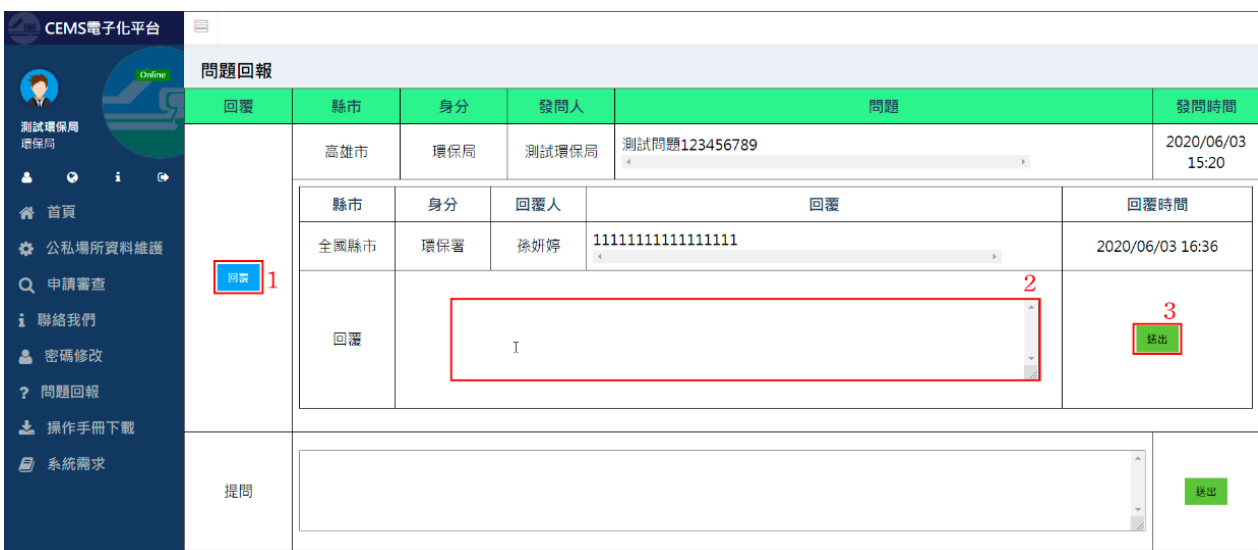 CEMS電子化平台
Online
測試環保局
環保局
首頁
公私場所資料維護
申請審查
聯絡我們
密碼修改
問題回報
操作手冊下載
系統需求
問題回報
回覆 縣市 身分 發問人 問題 發問時間
高雄市 環保局 測試環保局 測試問題123456789 2020/06/03
15:20
縣市 身分 回覆人 回覆 回覆時間
全國縣市 環保署 孫妍婷 11111111111111111 2020/06/03 16:36
回覆 1
2
回覆
3
送出
提問 送出